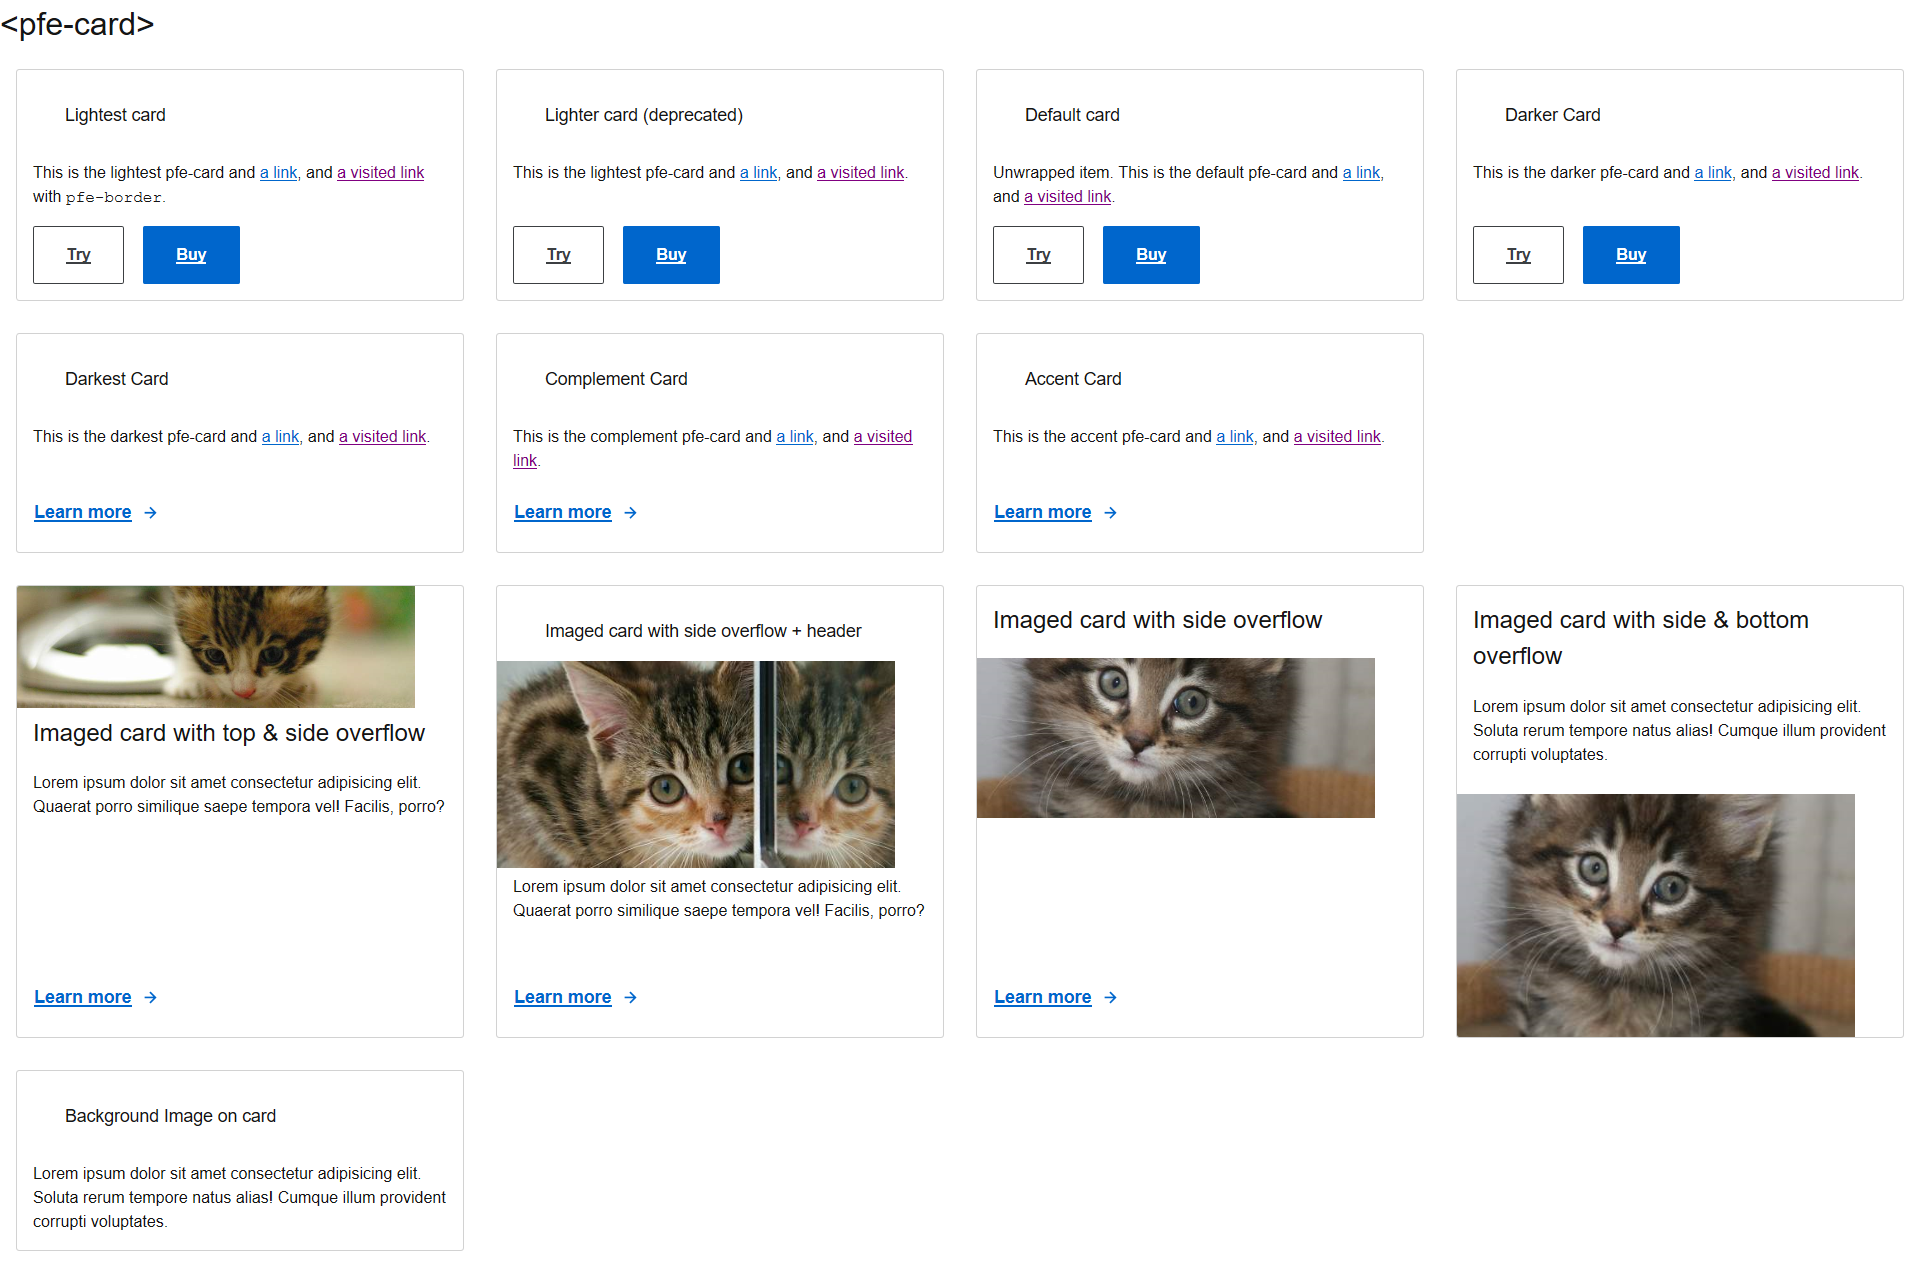 <pfe-card>
Lightest card
This is the lightest pfe-card and a link, and a visited link
with pfe-border.
Try
Buy
Lighter card (deprecated)
This is the lightest pfe-card and a link, and a visited link.
Try
Buy
Default card
Unwrapped item. This is the default pfe-card and a link,
and a visited link.
Try
Buy
Darker Card
This is the darker pfe-card and a link, and a visited link.
Try
Buy
Darkest Card
This is the darkest pfe-card and a link, and a visited link.
Learn more
Complement Card
This is the complement pfe-card and a link, and a visited
link.
Learn more
Accent Card
This is the accent pfe-card and a link, and a visited link.
Learn more
Imaged card with top & side overflow
Lorem ipsum dolor sit amet consectetur adipisicing elit.
Quaerat porro similique saepe tempora vel! Facilis, porro?
Learn more
Imaged card with side overflow + header
Lorem ipsum dolor sit amet consectetur adipisicing elit.
Quaerat porro similique saepe tempora vel! Facilis, porro?
Learn more
Imaged card with side overflow
Learn more
Imaged card with side & bottom
overflow
Lorem ipsum dolor sit amet consectetur adipisicing elit.
Soluta rerum tempore natus alias! Cumque illum provident
corrupti voluptates.
Background Image on card
Lorem ipsum dolor sit amet consectetur adipisicing elit.
Soluta rerum tempore natus alias! Cumque illum provident
corrupti voluptates.